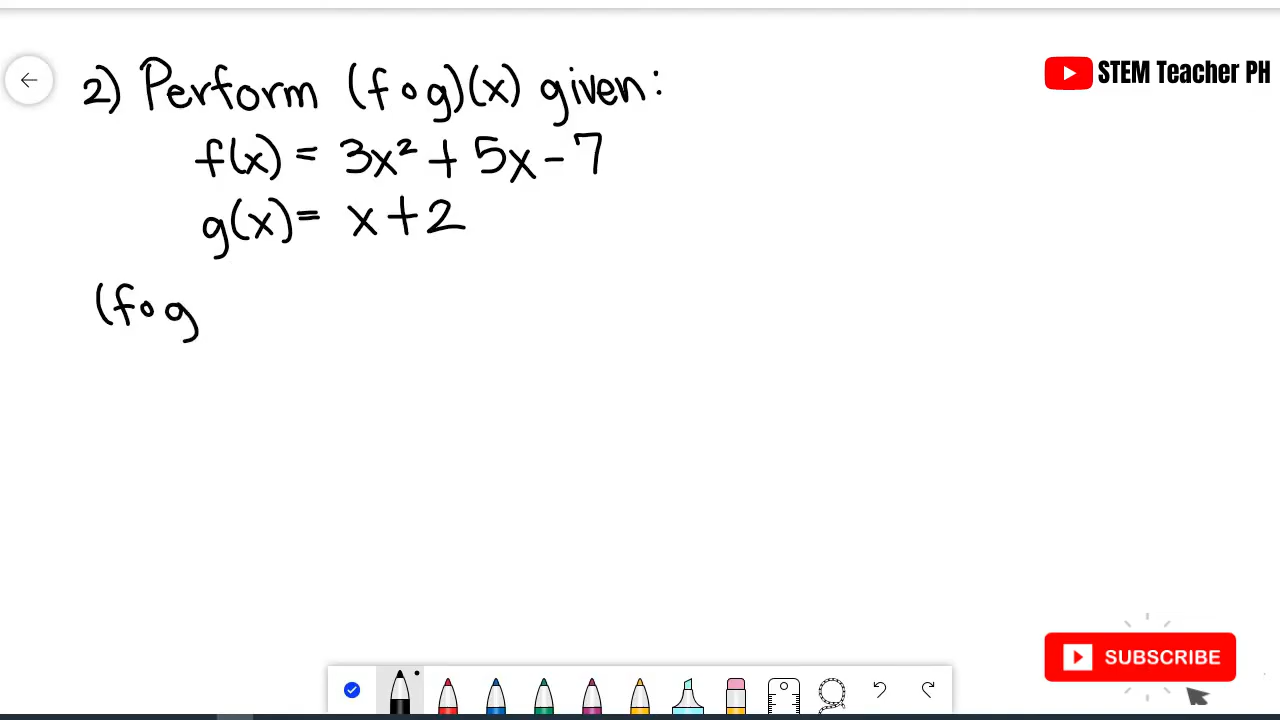 STEM Teacher PH
2) Perform (f∘g)(x) given:
f(x) = 3x² + 5x - 7
g(x) = x + 2
(f∘g
SUBSCRIBE